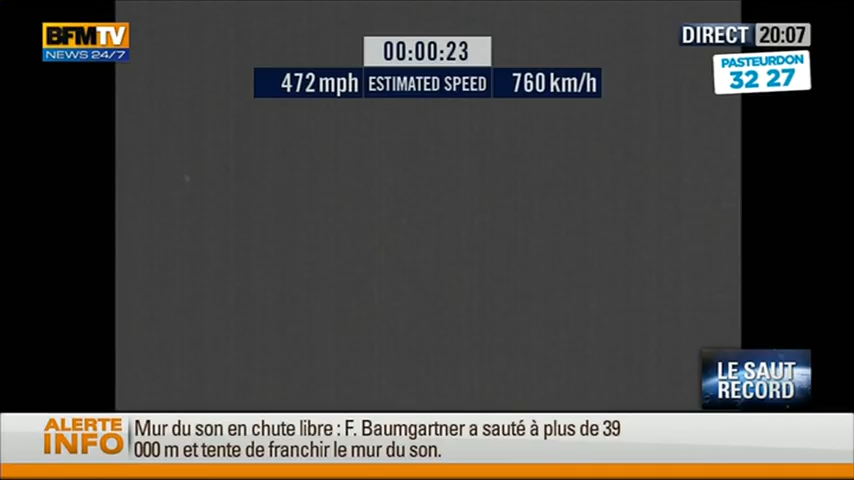 BFMTV
NEWS 24/7
00:00:23
472 mph ESTIMATED SPEED 760 km/h
DIRECT 20:07
PASTEURDON
32 27
LE SAUT
RECORD
ALERTE
INFO
Mur du son en chute libre : F. Baumgartner a sauté à plus de 39
000 m et tente de franchir le mur du son.